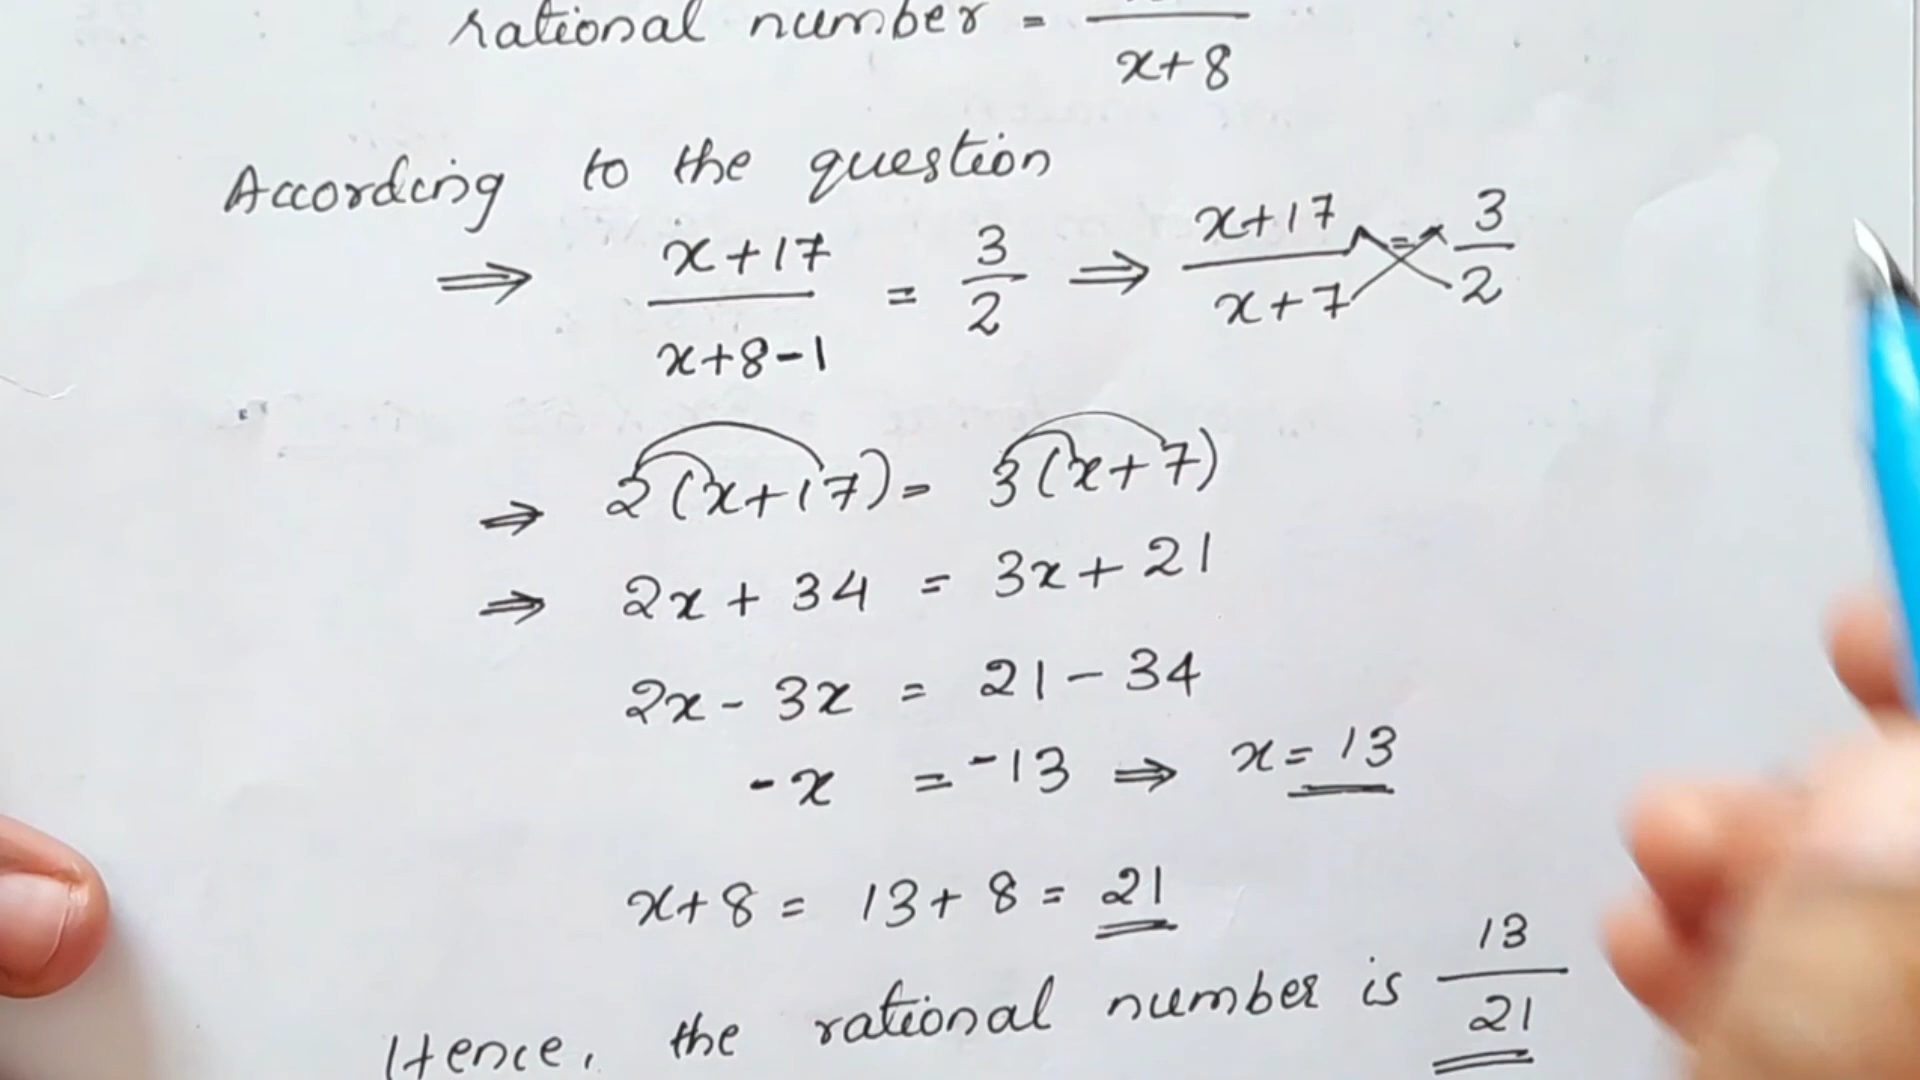 rational number = ─── / x+8
According to the question
⇒ (x+17)/(x+8-1) = 3/2 ⇒ (x+17)/(x+7) = 3/2
⇒ 2(x+17) = 3(x+7)
⇒ 2x + 34 = 3x + 21
2x - 3x = 21 - 34
-x = -13 ⇒ x = 13
x+8 = 13 + 8 = 21
Hence, the rational number is 13/21